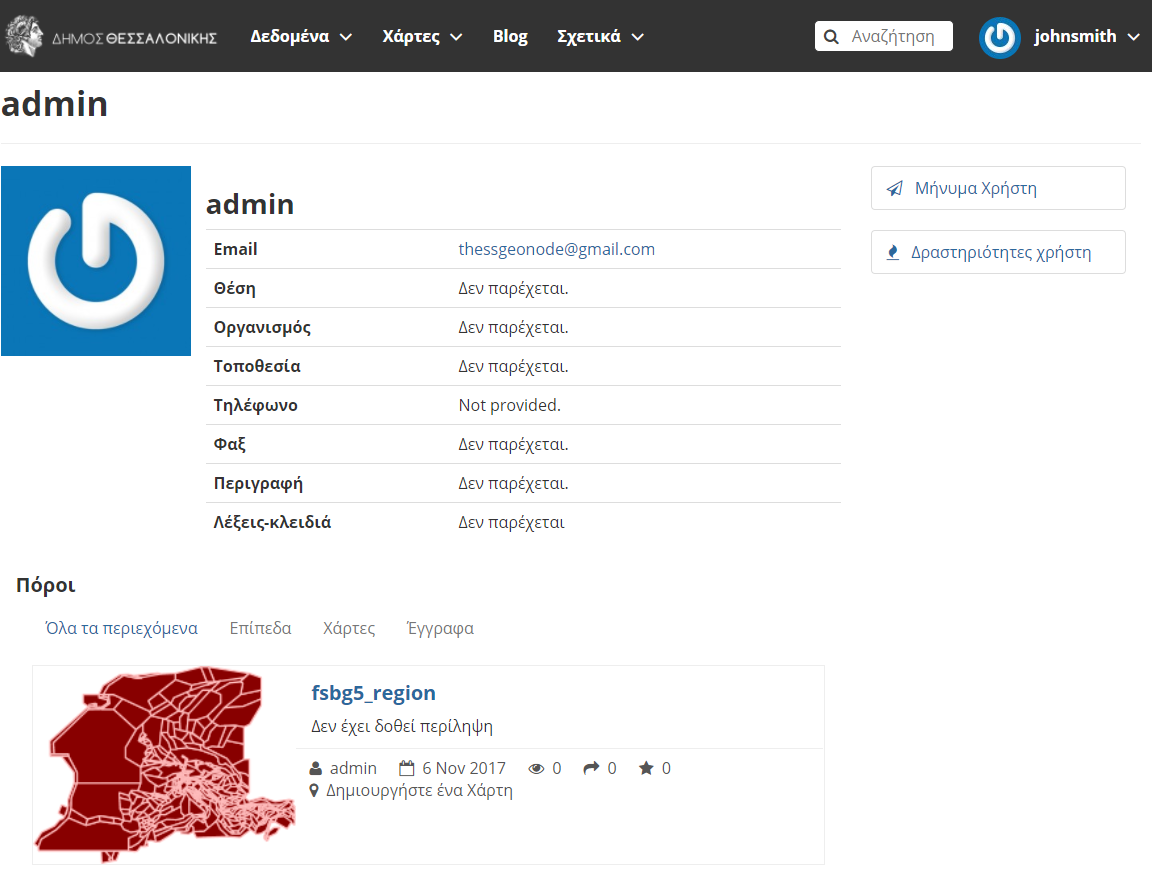 ΔΗΜΟΣ ΘΕΣΣΑΛΟΝΙΚΗΣ Δεδομένα Χάρτες Blog Σχετικά Αναζήτηση johnsmith
admin
admin
Email thessgeonode@gmail.com
Θέση Δεν παρέχεται.
Οργανισμός Δεν παρέχεται.
Τοποθεσία Δεν παρέχεται.
Τηλέφωνο Not provided.
Φαξ Δεν παρέχεται.
Περιγραφή Δεν παρέχεται.
Λέξεις-κλειδιά Δεν παρέχεται
Μήνυμα Χρήστη
Δραστηριότητες χρήστη
Πόροι
Όλα τα περιεχόμενα Επίπεδα Χάρτες Έγγραφα
fsbg5_region
Δεν έχει δοθεί περίληψη
admin 6 Nov 2017 0 0 0
Δημιουργήστε ένα Χάρτη